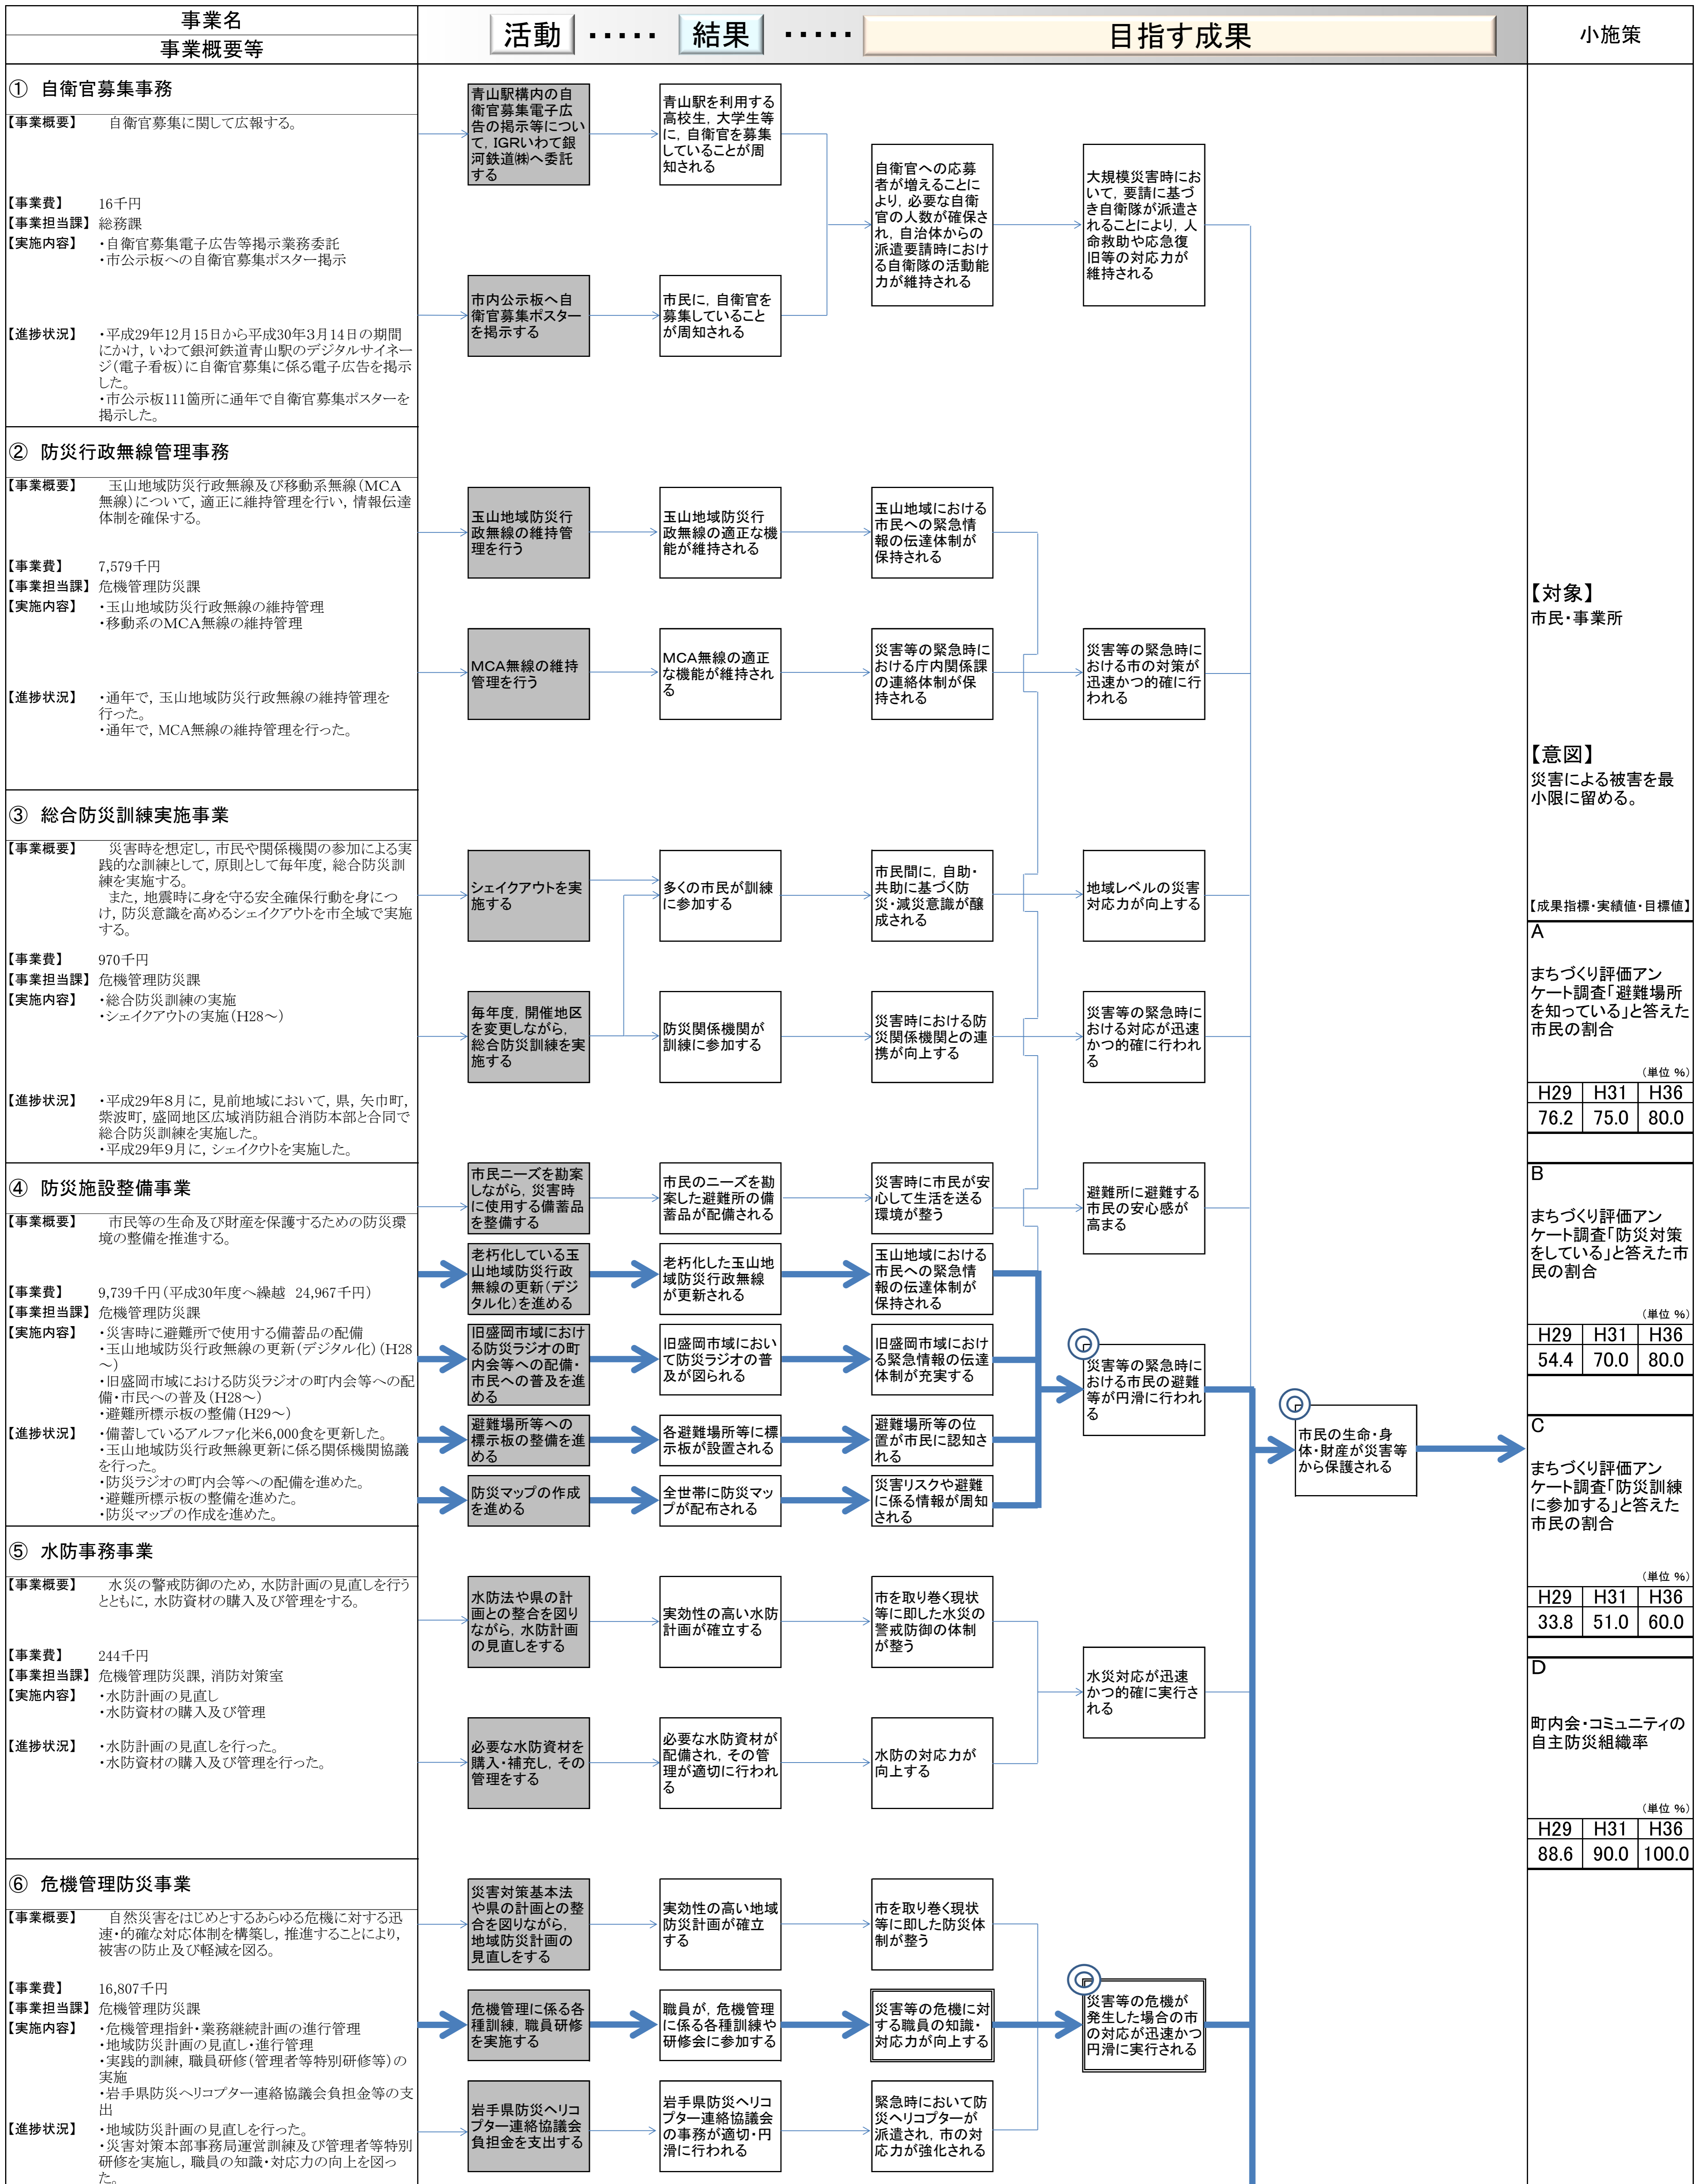 事業名
事業概要等
活動 ・・・・・ 結果 ・・・・・ 目指す成果
小施策
① 自衛官募集事務
【事業概要】 自衛官募集に関して広報する。
【事業費】 16千円
【事業担当課】 総務課
【実施内容】 ・自衛官募集電子広告等掲示業務委託
・市公示板への自衛官募集ポスター掲示
【進捗状況】 ・平成29年12月15日から平成30年3月14日の期間
にかけ，いわて銀河鉄道青山駅のデジタルサイネー
ジ（電子看板）に自衛官募集に係る電子広告を掲示
した。
・市公示板111箇所に通年で自衛官募集ポスターを
掲示した。
青山駅構内の自
衛官募集電子広
告の掲示等につい
て，IGRいわて銀
河鉄道㈱へ委託
する
青山駅を利用する
高校生，大学生等
に，自衛官を募集
していることが周
知される
市内公示板へ自
衛官募集ポスター
を掲示する
市民に，自衛官を
募集していること
が周知される
自衛官への応募
者が増えることに
より，必要な自衛
官の人数が確保さ
れ，自治体からの
派遣要請時におけ
る自衛隊の活動能
力が維持される
大規模災害時にお
いて，要請に基づ
き自衛隊が派遣さ
れることにより，人
命救助や応急復
旧等の対応力が
維持される
② 防災行政無線管理事務
【事業概要】 玉山地域防災行政無線及び移動系無線（MCA
無線）について，適正に維持管理を行い，情報伝達
体制を確保する。
【事業費】 7,579千円
【事業担当課】 危機管理防災課
【実施内容】 ・玉山地域防災行政無線の維持管理
・移動系のMCA無線の維持管理
【進捗状況】 ・通年で，玉山地域防災行政無線の維持管理を
行った。
・通年で，MCA無線の維持管理を行った。
玉山地域防災行
政無線の維持管
理を行う
玉山地域防災行
政無線の適正な機
能が維持される
玉山地域における
市民への緊急情
報の伝達体制が
保持される
MCA無線の維持
管理を行う
MCA無線の適正
な機能が維持され
る
災害等の緊急時に
おける庁内関係課
の連絡体制が保
持される
災害等の緊急時に
おける市の対策が
迅速かつ的確に行
われる
③ 総合防災訓練実施事業
【事業概要】 災害時を想定し，市民や関係機関の参加による実
践的な訓練として，原則として毎年度，総合防災訓
練を実施する。
また，地震時に身を守る安全確保行動を身につ
け，防災意識を高めるシェイクアウトを市全域で実施
する。
【事業費】 970千円
【事業担当課】 危機管理防災課
【実施内容】 ・総合防災訓練の実施
・シェイクアウトの実施（H28～）
【進捗状況】 ・平成29年8月に，見前地域において，県，矢巾町，
紫波町，盛岡地区広域消防組合消防本部と合同で
総合防災訓練を実施した。
・平成29年9月に，シェイクウトを実施した。
シェイクアウトを実
施する
多くの市民が訓練
に参加する
市民間に，自助・
共助に基づく防
災・減災意識が醸
成される
地域レベルの災害
対応力が向上する
毎年度，開催地区
を変更しながら，
総合防災訓練を実
施する
防災関係機関が
訓練に参加する
災害時における防
災関係機関との連
携が向上する
災害等の緊急時に
おける対応が迅速
かつ的確に行われ
る
④ 防災施設整備事業
【事業概要】 市民等の生命及び財産を保護するための防災環
境の整備を推進する。
【事業費】 9,739千円（平成30年度へ繰越 24,967千円）
【事業担当課】 危機管理防災課
【実施内容】 ・災害時に避難所で使用する備蓄品の配備
・玉山地域防災行政無線の更新（デジタル化）（H28
～）
・旧盛岡市域における防災ラジオの町内会等への配
備・市民への普及（H28～）
・避難所標示板の整備（H29～）
【進捗状況】 ・備蓄しているアルファ化米6,000食を更新した。
・玉山地域防災行政無線更新に係る関係機関協議
を行った。
・防災ラジオの町内会等への配備を進めた。
・避難所標示板の整備を進めた。
・防災マップの作成を進めた。
市民ニーズを勘案
しながら，災害時
に使用する備蓄品
を整備する
市民のニーズを勘
案した避難所の備
蓄品が配備される
災害時に市民が安
心して生活を送る
環境が整う
避難所に避難する
市民の安心感が
高まる
老朽化している玉
山地域防災行政
無線の更新（デジ
タル化）を進める
老朽化した玉山地
域防災行政無線
が更新される
玉山地域における
市民への緊急情
報の伝達体制が
保持される
旧盛岡市域におけ
る防災ラジオの町
内会等への配備・
市民への普及を進
める
旧盛岡市域におい
て防災ラジオの普
及が図られる
旧盛岡市域におけ
る緊急情報の伝達
体制が充実する
避難場所等への
標示板の整備を進
める
各避難場所等に標
示板が設置される
避難場所等の位
置が市民に認知さ
れる
防災マップの作成
を進める
全世帯に防災マッ
プが配布される
災害リスクや避難
に係る情報が周知
される
◎
災害等の緊急時に
おける市民の避難
等が円滑に行われ
る
◎
市民の生命・身
体・財産が災害等
から保護される
⑤ 水防事務事業
【事業概要】 水災の警戒防御のため，水防計画の見直しを行う
とともに，水防資材の購入及び管理をする。
【事業費】 244千円
【事業担当課】 危機管理防災課，消防対策室
【実施内容】 ・水防計画の見直し
・水防資材の購入及び管理
【進捗状況】 ・水防計画の見直しを行った。
・水防資材の購入及び管理を行った。
水防法や県の計
画との整合を図り
ながら，水防計画
の見直しをする
実効性の高い水防
計画が確立する
市を取り巻く現状
等に即した水災の
警戒防御の体制
が整う
必要な水防資材を
購入・補充し，その
管理をする
必要な水防資材が
配備され，その管
理が適切に行われ
る
水防の対応力が
向上する
水災対応が迅速
かつ的確に実行さ
れる
⑥ 危機管理防災事業
【事業概要】 自然災害をはじめとするあらゆる危機に対する迅
速・的確な対応体制を構築し，推進することにより，
被害の防止及び軽減を図る。
【事業費】 16,807千円
【事業担当課】 危機管理防災課
【実施内容】 ・危機管理指針・業務継続計画の進行管理
・地域防災計画の見直し・進行管理
・実践的訓練，職員研修（管理者等特別研修等）の
実施
・岩手県防災ヘリコプター連絡協議会負担金等の支
出
【進捗状況】 ・地域防災計画の見直しを行った。
・災害対策本部事務局運営訓練及び管理者等特別
研修を実施し，職員の知識・対応力の向上を図っ
た。
災害対策基本法
や県の計画との整
合を図りながら，
地域防災計画の
見直しをする
実効性の高い地域
防災計画が確立
する
市を取り巻く現状
等に即した防災体
制が整う
危機管理に係る各
種訓練，職員研修
を実施する
職員が，危機管理
に係る各種訓練や
研修会に参加する
災害等の危機に対
する職員の知識・
対応力が向上する
◎
災害等の危機が
発生した場合の市
の対応が迅速かつ
円滑に実行される
岩手県防災ヘリコ
プター連絡協議会
負担金を支出する
岩手県防災ヘリコ
プター連絡協議会
の事務が適切・円
滑に行われる
緊急時において防
災ヘリコプターが
派遣され，市の対
応力が強化される
【対象】
市民・事業所
【意図】
災害による被害を最
小限に留める。
【成果指標・実績値・目標値】
A
まちづくり評価アン
ケート調査「避難場所
を知っている」と答えた
市民の割合
（単位 %）
H29 H31 H36
76.2 75.0 80.0
B
まちづくり評価アン
ケート調査「防災対策
をしている」と答えた市
民の割合
（単位 %）
H29 H31 H36
54.4 70.0 80.0
C
まちづくり評価アン
ケート調査「防災訓練
に参加する」と答えた
市民の割合
（単位 %）
H29 H31 H36
33.8 51.0 60.0
D
町内会・コミュニティの
自主防災組織率
（単位 %）
H29 H31 H36
88.6 90.0 100.0